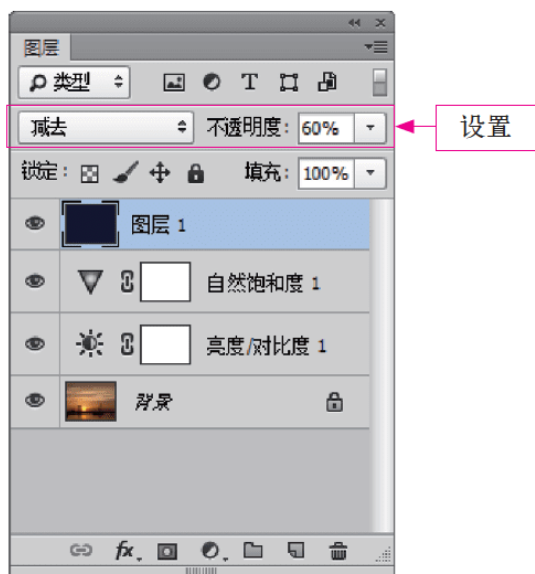 图层
类型
减去 不透明度: 60% 设置
锁定: 填充: 100%
图层 1
自然饱和度 1
亮度/对比度 1
背景
fx